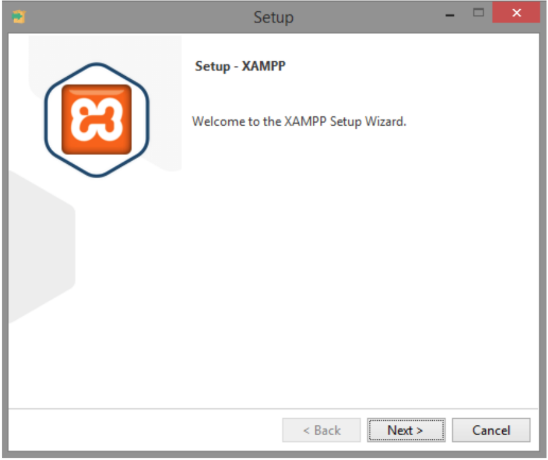 Setup
Setup - XAMPP
Welcome to the XAMPP Setup Wizard.
< Back
Next >
Cancel